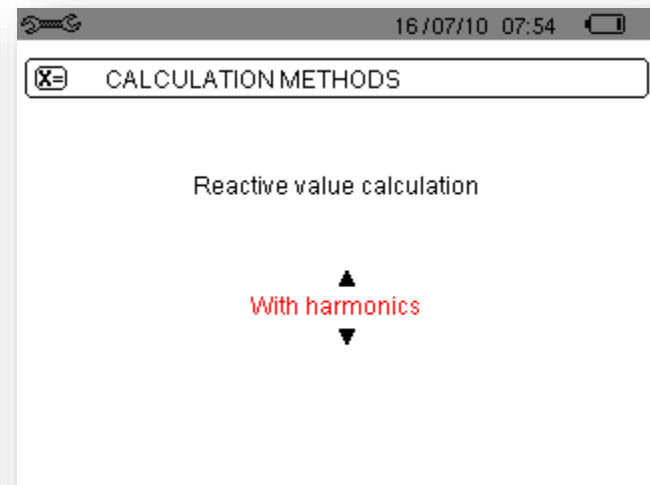 16/07/10 07:54
X= CALCULATION METHODS
Reactive value calculation
With harmonics